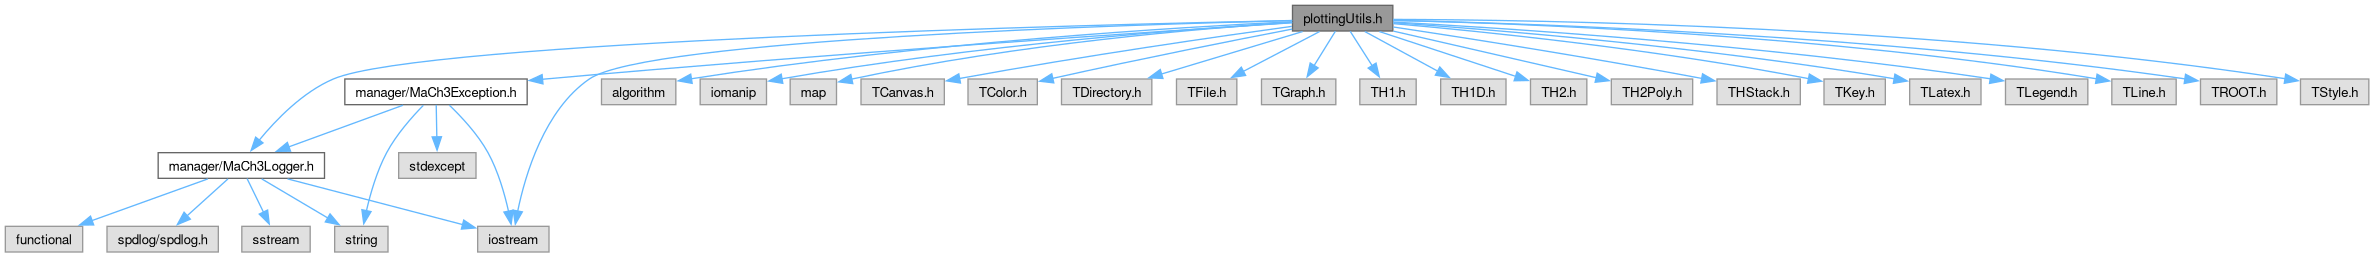 plottingUtils.h
manager/MaCh3Exception.h
algorithm
iomanip
map
TCanvas.h
TColor.h
TDirectory.h
TFile.h
TGraph.h
TH1.h
TH1D.h
TH2.h
TH2Poly.h
THStack.h
TKey.h
TLatex.h
TLegend.h
TLine.h
TROOT.h
TStyle.h
manager/MaCh3Logger.h
stdexcept
functional
spdlog/spdlog.h
sstream
string
iostream